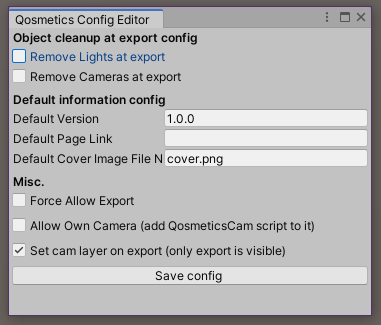 Qosmetics Config Editor
Object cleanup at export config
Remove Lights at export
Remove Cameras at export
Default information config
Default Version 1.0.0
Default Page Link
Default Cover Image File N cover.png
Misc.
Force Allow Export
Allow Own Camera (add QosmeticsCam script to it)
Set cam layer on export (only export is visible)
Save config